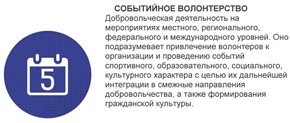 СОБЫТИЙНОЕ ВОЛОНТЕРСТВО
Добровольческая деятельность на
мероприятиях местного, регионального,
федерального и международного уровней. Оно
подразумевает привлечение волонтеров к
организации и проведению событий
спортивного, образовательного, социального,
культурного характера с целью их дальнейшей
интеграции в смежные направления
добровольчества, а также формирования
гражданской культуры.
5